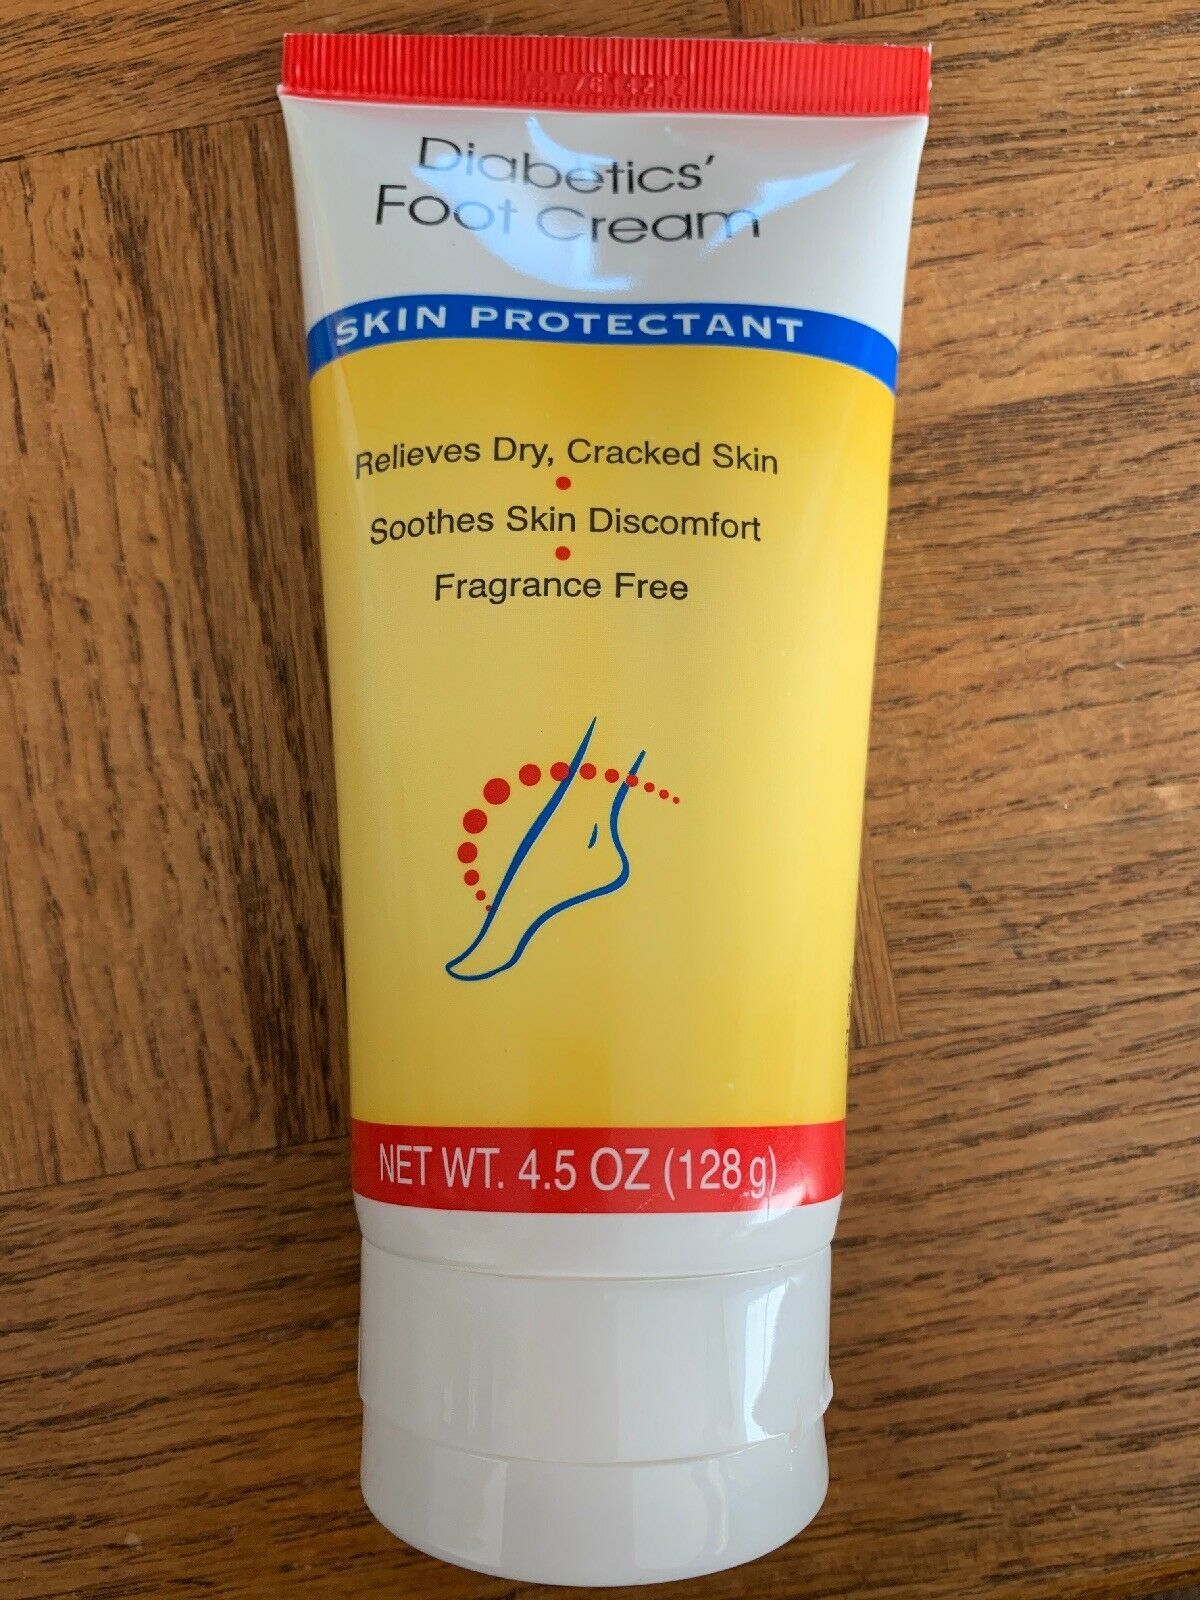 Diabetics'
Foot Cream
SKIN PROTECTANT
Relieves Dry, Cracked Skin
Soothes Skin Discomfort
Fragrance Free
NET WT. 4.5 OZ (128 g)